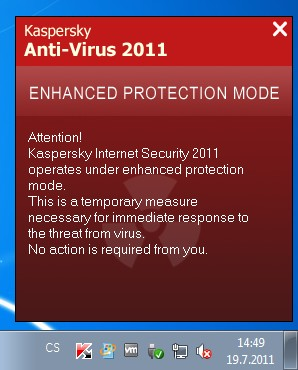 Kaspersky
Anti-Virus 2011
ENHANCED PROTECTION MODE
Attention!
Kaspersky Internet Security 2011
operates under enhanced protection
mode.
This is a temporary measure
necessary for immediate response to
the threat from virus.
No action is required from you.
CS
vm
14:49
19.7.2011